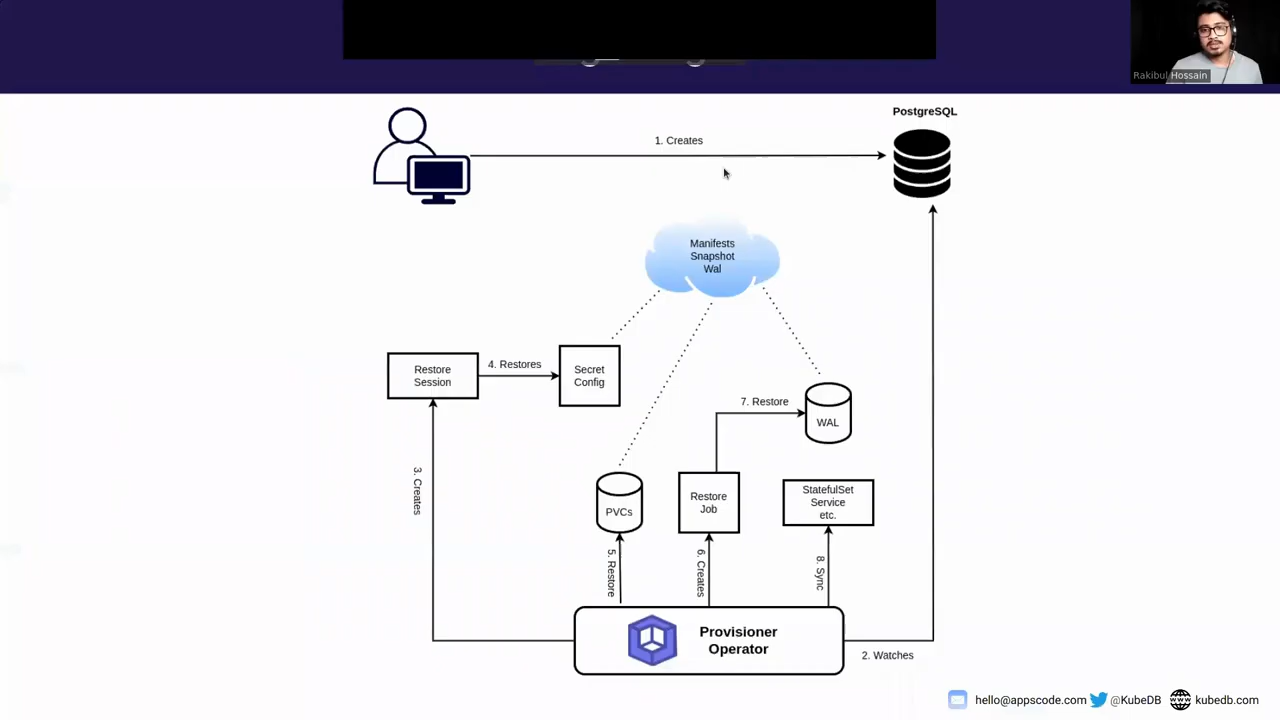 Rakibul Hossain
PostgreSQL
1. Creates
Manifests
Snapshot
Wal
Restore
Session
4. Restores
Secret
Config
7. Restore
WAL
3. Creates
PVCs
Restore
Job
StatefulSet
Service
etc.
5. Restore
6. Creates
8. Sync
Provisioner
Operator
2. Watches
hello@appscode.com @KubeDB kubedb.com